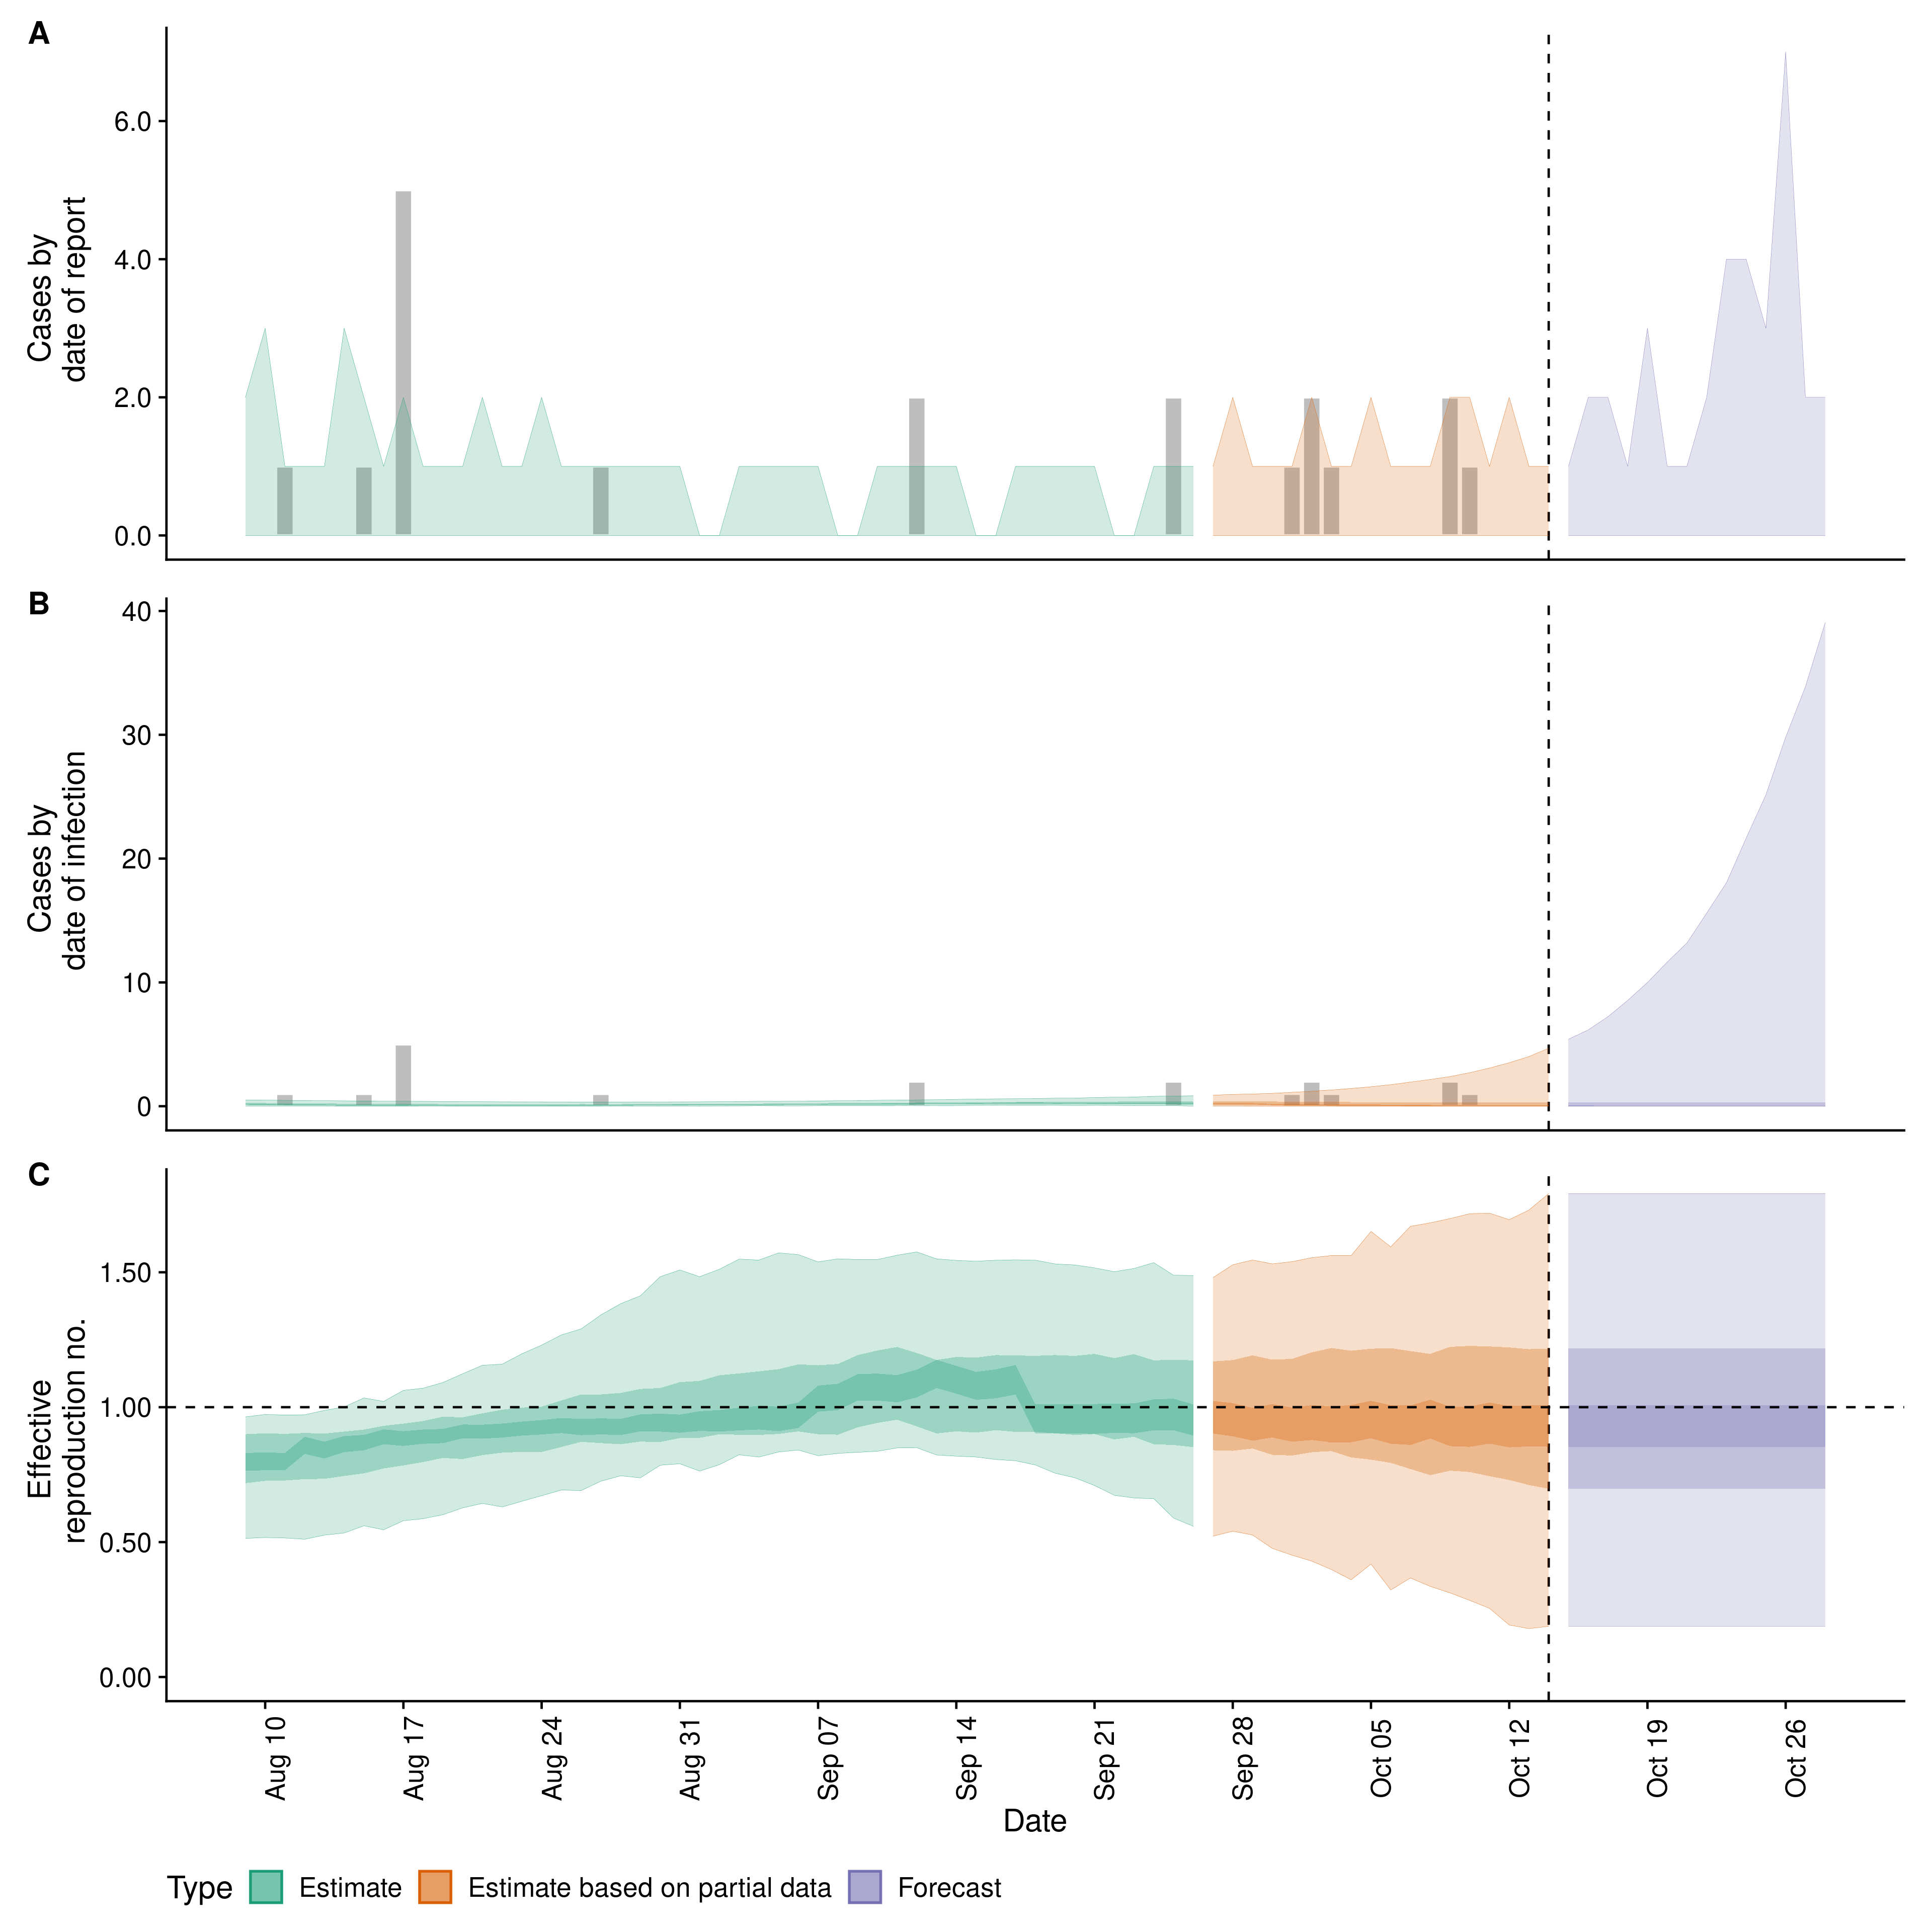 A
Cases by
date of report
6.0
4.0
2.0
0.0
B
Cases by
date of infection
40
30
20
10
0
C
Effective
reproduction no.
1.50
1.00
0.50
0.00
Aug 10
Aug 17
Aug 24
Aug 31
Sep 07
Sep 14
Sep 21
Sep 28
Oct 05
Oct 12
Oct 19
Oct 26
Date
Type Estimate Estimate based on partial data Forecast